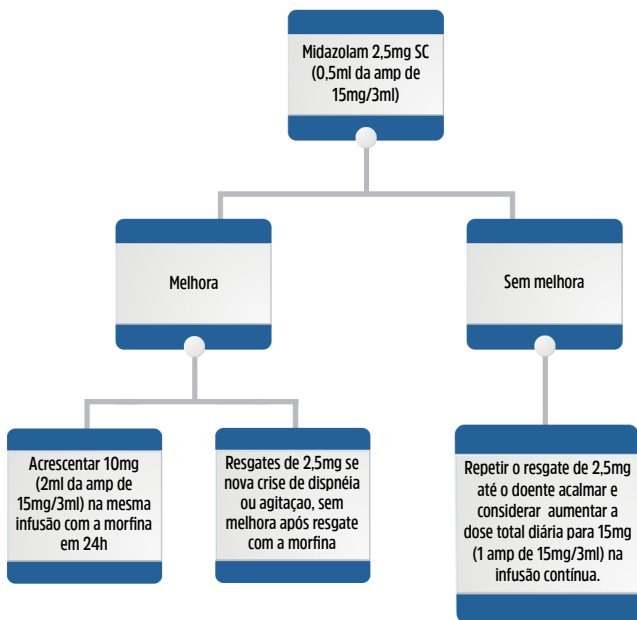 Midazolam 2,5mg SC
(0,5ml da amp de
15mg/3ml)
Melhora
Sem melhora
Acrescentar 10mg
(2ml da amp de
15mg/3ml) na mesma
infusão com a morfina
em 24h
Resgates de 2,5mg se
nova crise de dispnéia
ou agitaçao, sem
melhora após resgate
com a morfina
Repetir o resgate de 2,5mg
até o doente acalmar e
considerar aumentar a
dose total diária para 15mg
(1 amp de 15mg/3ml) na
infusão contínua.